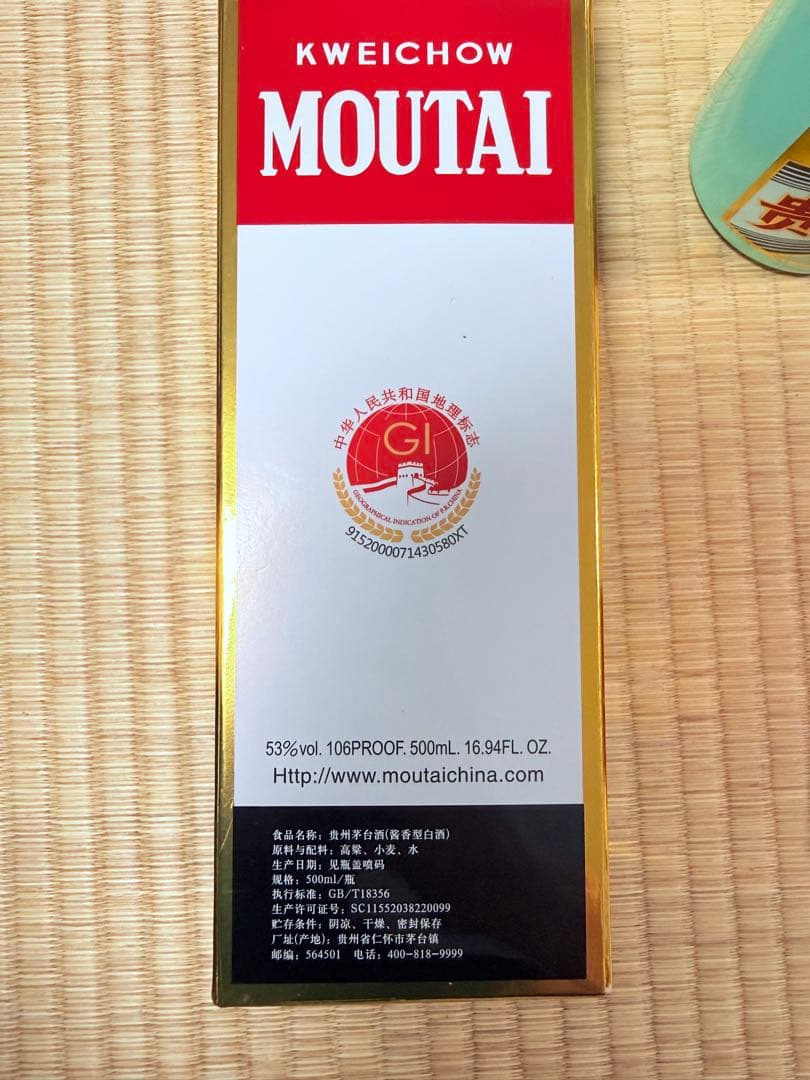 KWEICHOW
MOUTAI
贵
中华人民共和国地理标志
GI
GEOGRAPHICAL INDICATION OF P.R.CHINA
9152000071430580XT
53%vol. 106PROOF. 500mL. 16.94FL. OZ.
Http://www.moutaichina.com
食品名称：贵州茅台酒(酱香型白酒)
原料与配料：高粱、小麦、水
生产日期：见瓶盖喷码
规格：500ml/瓶
执行标准：GB/T18356
生产许可证号：SC11552038220099
贮存条件：阴凉、干燥、密封保存
厂址(产地)：贵州省仁怀市茅台镇
邮编：564501 电话：400-818-9999